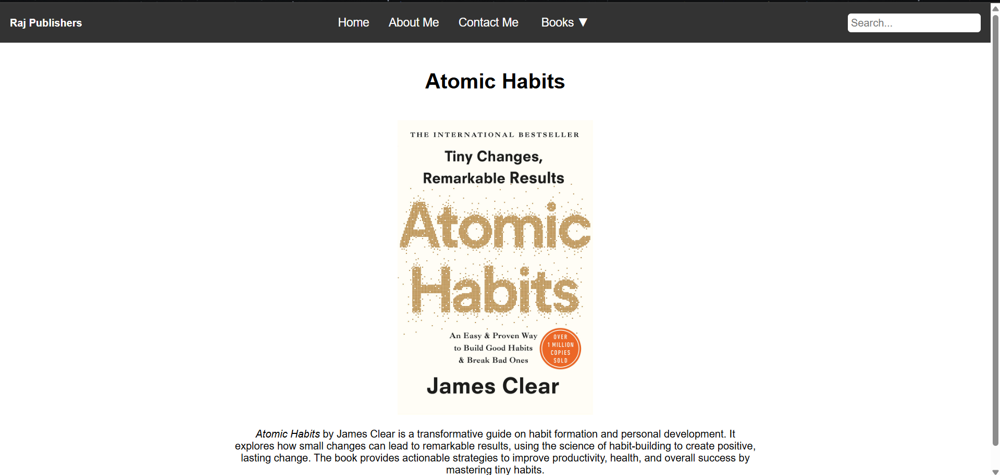 Raj Publishers
Home
About Me
Contact Me
Books ▼
Search...
Atomic Habits
THE INTERNATIONAL BESTSELLER
Tiny Changes,
Remarkable Results
Atomic
Habits
An Easy & Proven Way
to Build Good Habits
& Break Bad Ones
OVER
1 MILLION
COPIES
SOLD
James Clear
Atomic Habits by James Clear is a transformative guide on habit formation and personal development. It
explores how small changes can lead to remarkable results, using the science of habit-building to create positive,
lasting change. The book provides actionable strategies to improve productivity, health, and overall success by
mastering tiny habits.